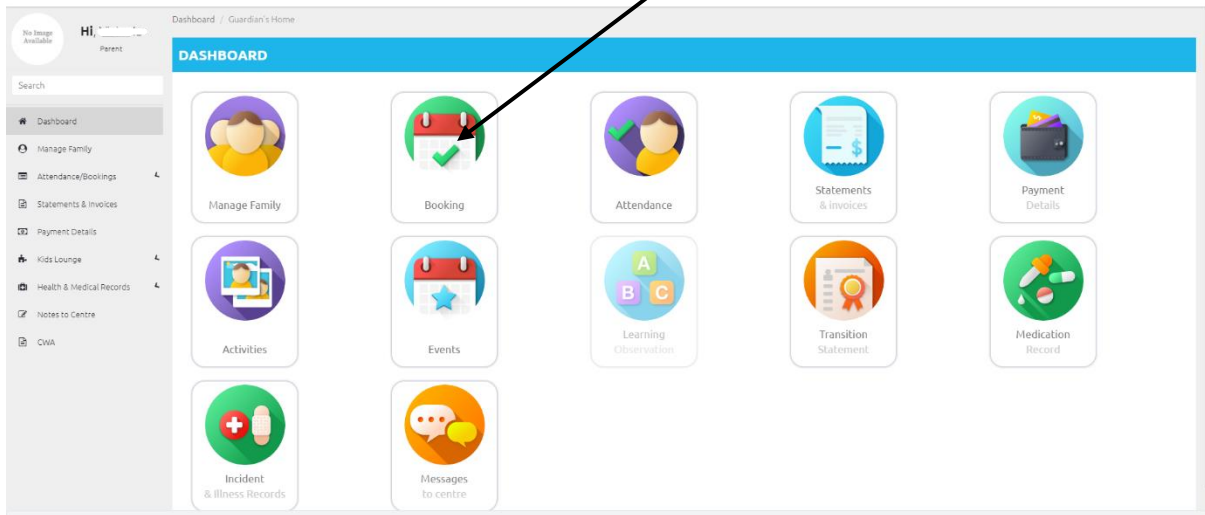 No Image
Available
Hi,
Parent
Search
Dashboard
Manage Family
Attendance/Bookings
Statements & Invoices
Payment Details
Kids Lounge
Health & Medical Records
Notes to Centre
CWA
Dashboard / Guardian's Home
DASHBOARD
Manage Family
Booking
Attendance
Statements
& invoices
Payment
Details
Activities
Events
A
B C
Learning
Observation
Transition
Statement
Medication
Record
Incident
& Illness Records
Messages
to centre